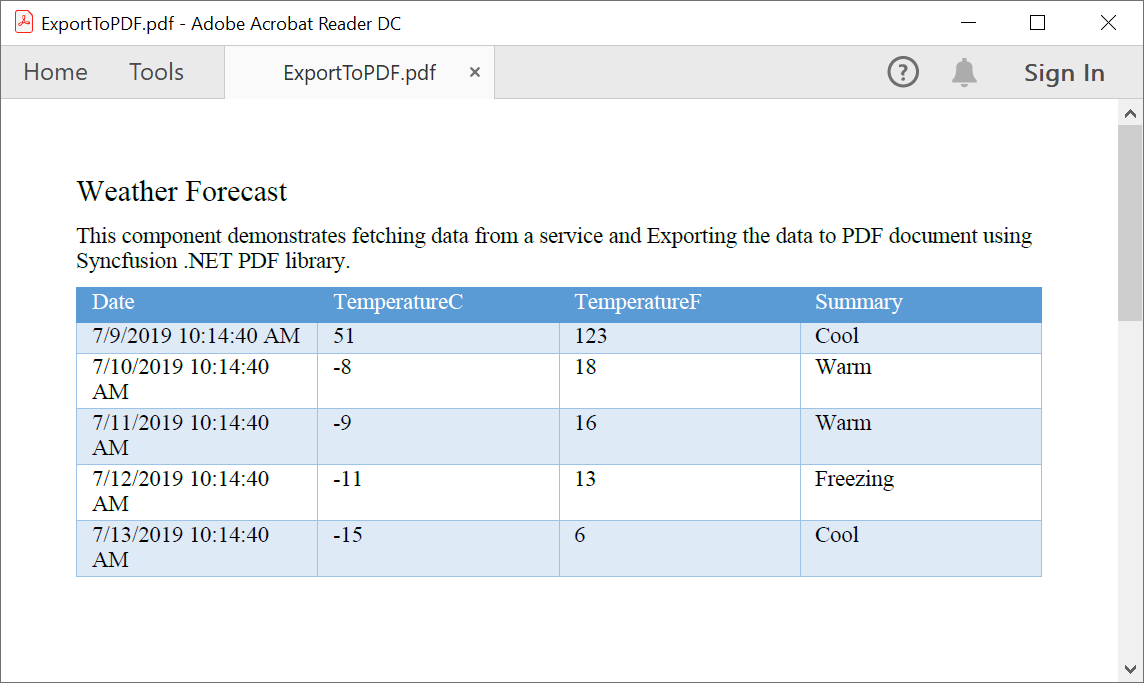 ExportToPDF.pdf - Adobe Acrobat Reader DC
Home Tools ExportToPDF.pdf × ? Sign In
Weather Forecast
This component demonstrates fetching data from a service and Exporting the data to PDF document using
Syncfusion .NET PDF library.
Date TemperatureC TemperatureF Summary
7/9/2019 10:14:40 AM 51 123 Cool
7/10/2019 10:14:40 -8 18 Warm
AM
7/11/2019 10:14:40 -9 16 Warm
AM
7/12/2019 10:14:40 -11 13 Freezing
AM
7/13/2019 10:14:40 -15 6 Cool
AM